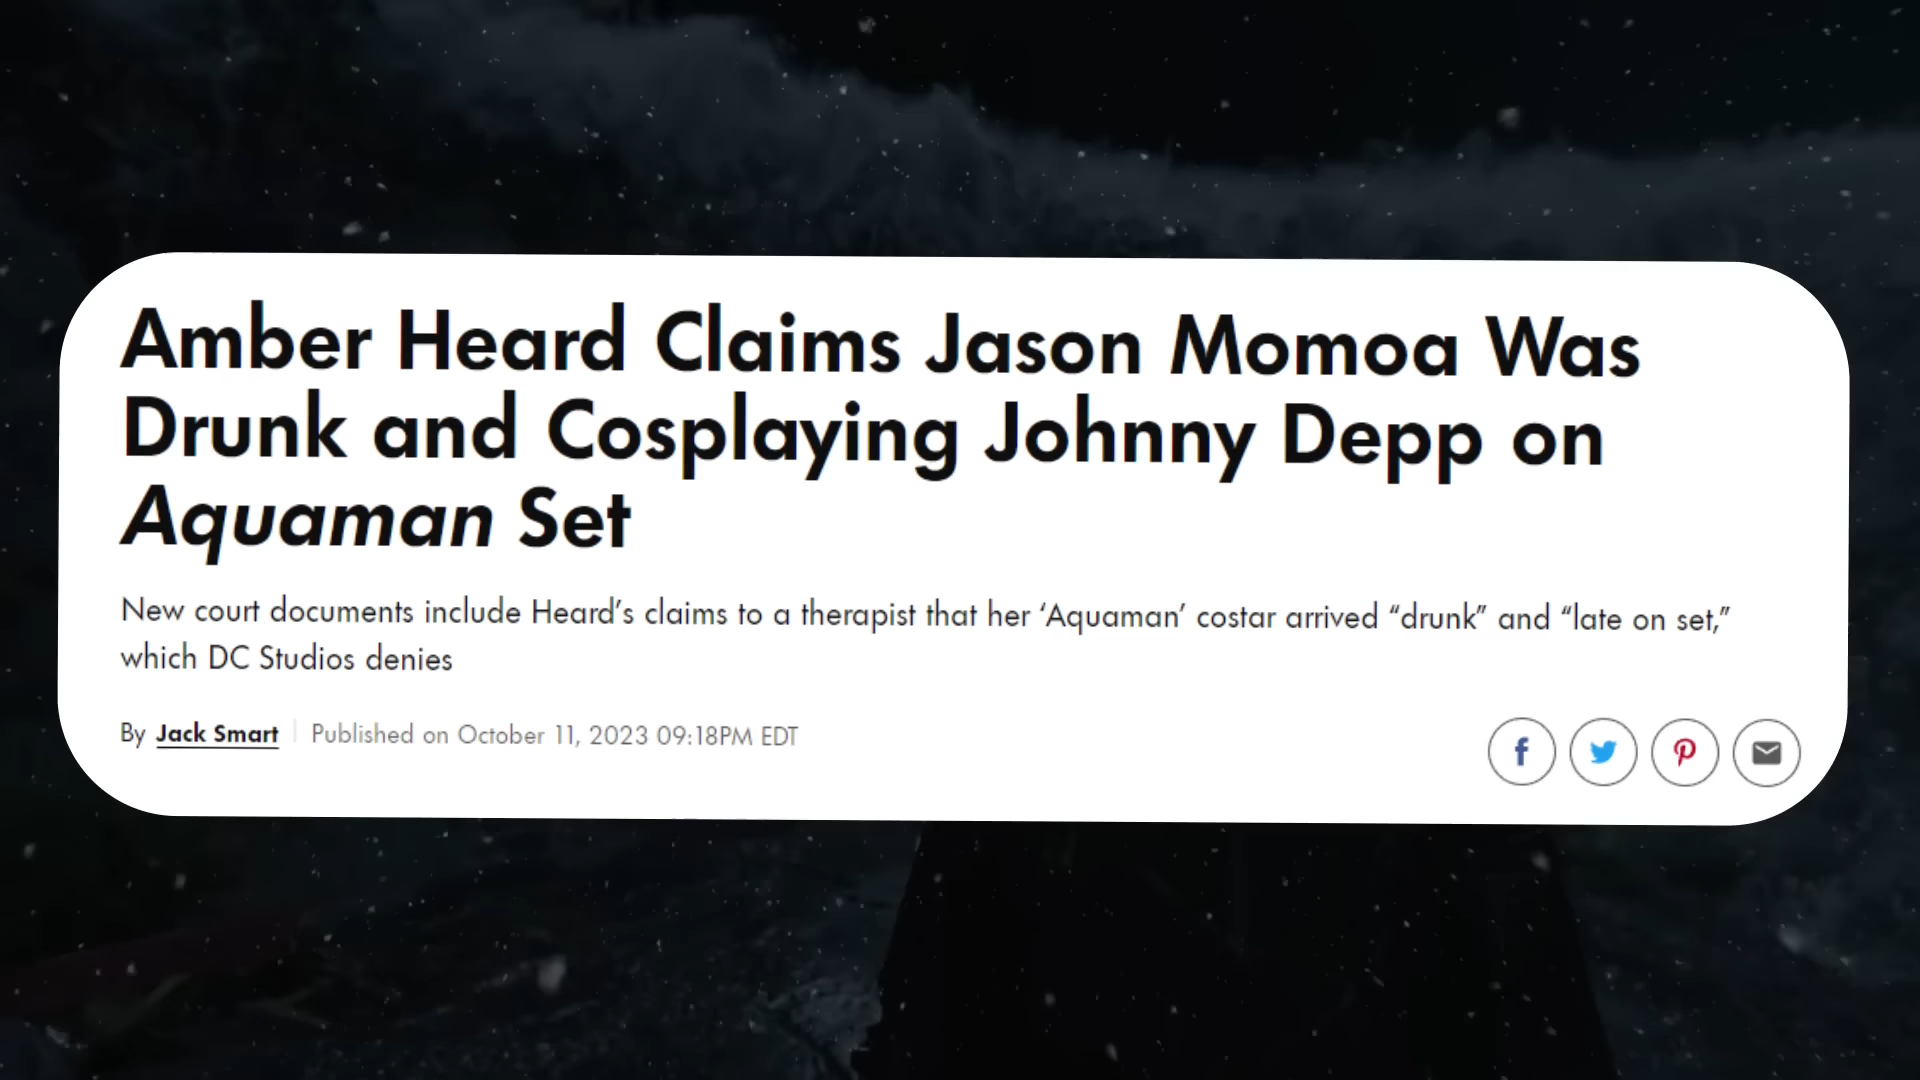 Amber Heard Claims Jason Momoa Was
Drunk and Cosplaying Johnny Depp on
Aquaman Set
New court documents include Heard’s claims to a therapist that her ‘Aquaman’ costar arrived “drunk” and “late on set,”
which DC Studios denies
By Jack Smart | Published on October 11, 2023 09:18PM EDT